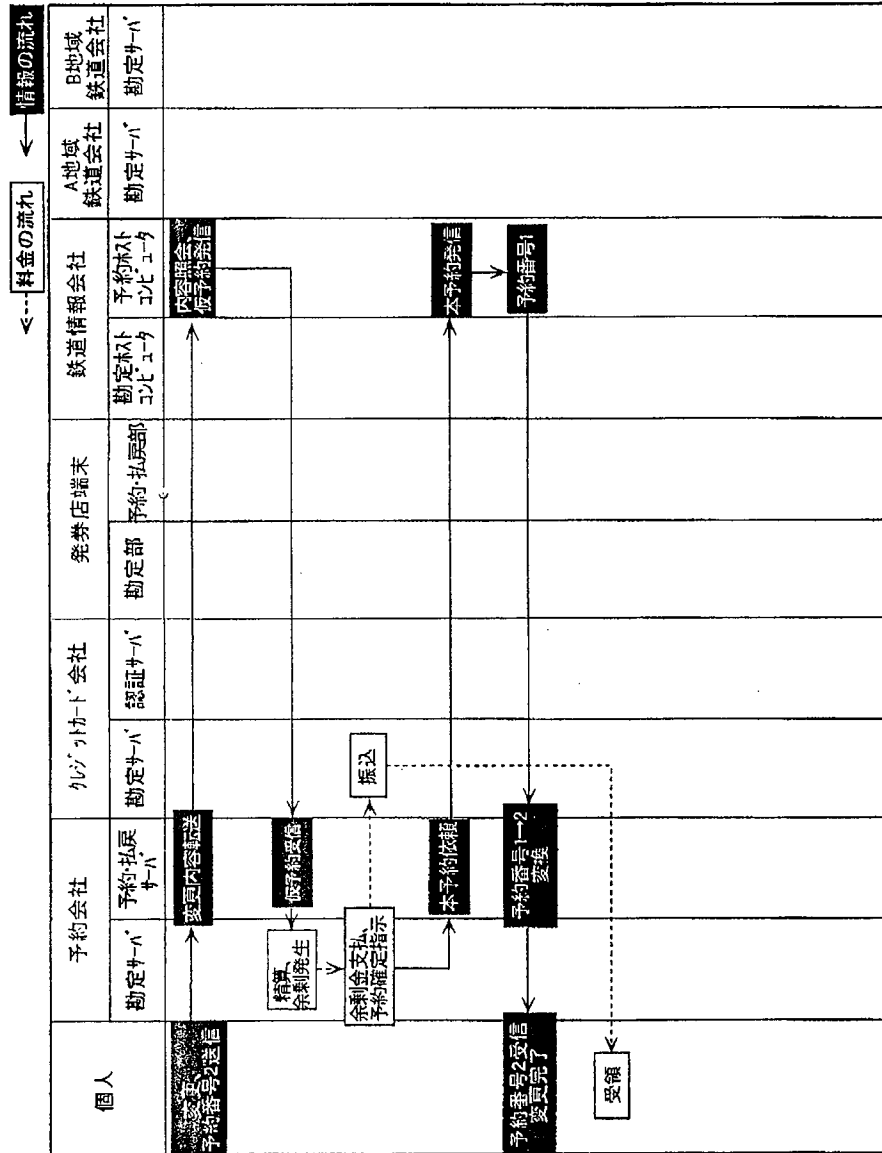 料金の流れ
情報の流れ
個人
予約会社
クレジットカード会社
発券店端末
鉄道情報会社
A地域
鉄道会社
B地域
鉄道会社
勘定サーバ
予約・払戻
サーバ
勘定サーバ
認証サーバ
勘定部
予約・払戻部
勘定ホスト
コンピュータ
予約ホスト
コンピュータ
勘定サーバ
勘定サーバ
変更、
予約番号2送信
変更内容転送
内容照会、
仮予約発信
仮予約受信
精算、
余剰発生
余剰金支払、
予約確定指示
振込
本予約依頼
本予約発信
予約番号1
予約番号1→2
変換
予約番号2受信
変更完了
受領